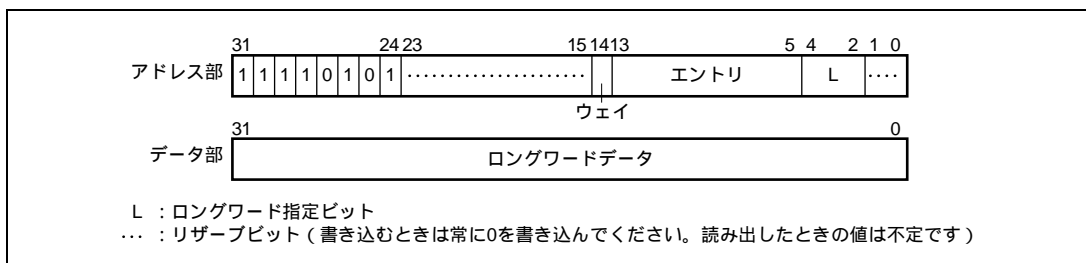 31 24 23 15 14 13 5 4 2 1 0
アドレス部 1 1 1 1 0 1 0 1 ...................... エントリ L ....
ウェイ
31 0
データ部 ロングワードデータ
L ：ロングワード指定ビット
… ：リザーブビット（書き込むときは常に0を書き込んでください。読み出したときの値は不定です）